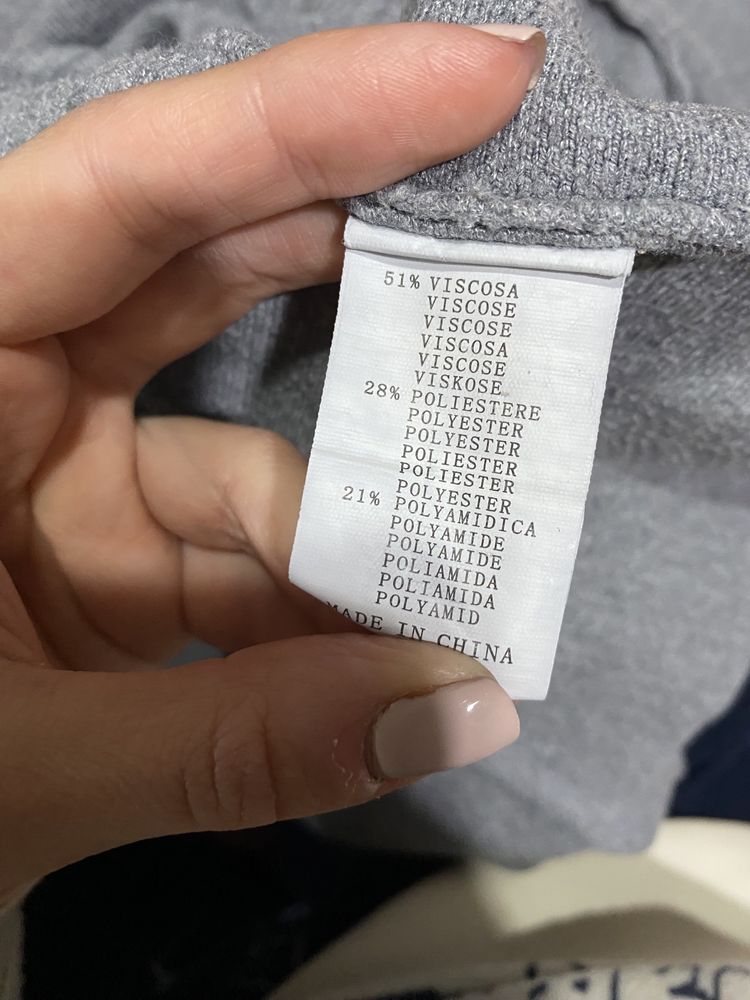 51% VISCOSA
VISCOSE
VISCOSE
VISCOSA
VISCOSE
VISKOSE
28% POLIESTERE
POLYESTER
POLYESTER
POLIESTER
POLIESTER
POLYESTER
21% POLYAMIDICA
POLYAMIDE
POLYAMIDE
POLIAMIDA
POLIAMIDA
POLYAMID
MADE IN CHINA